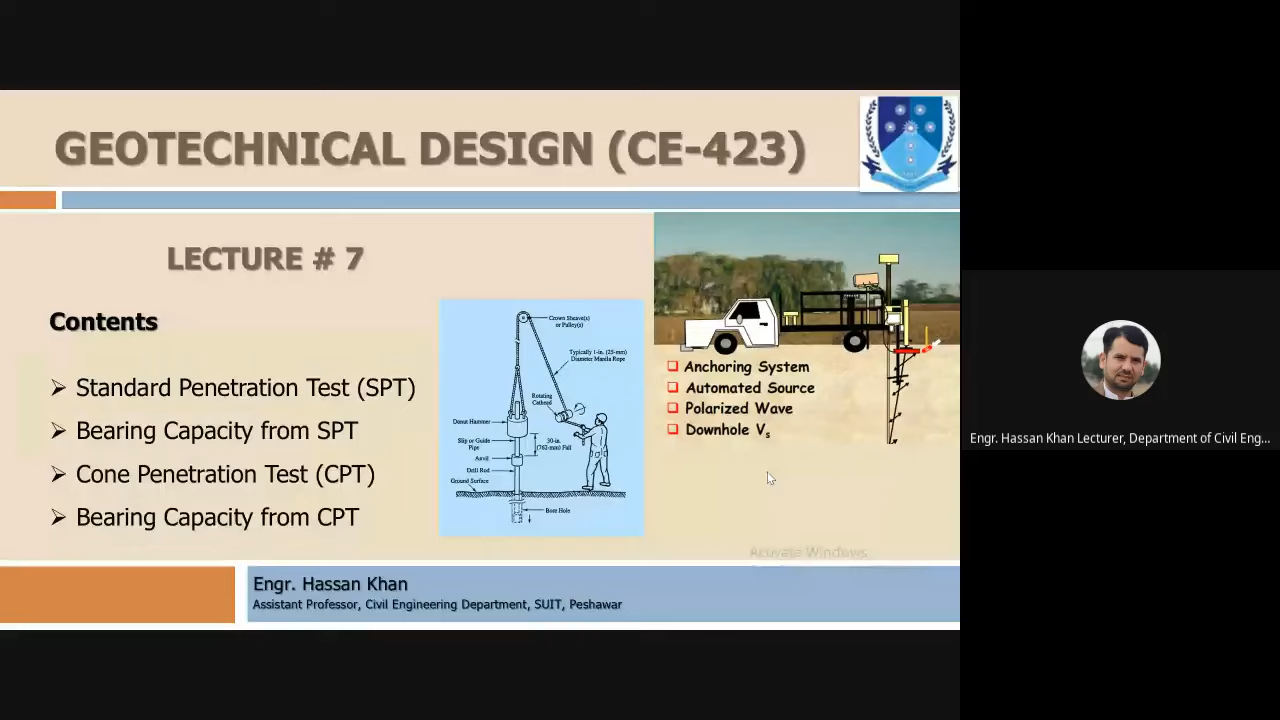 GEOTECHNICAL DESIGN (CE-423)
LECTURE # 7
Contents
Standard Penetration Test (SPT)
Bearing Capacity from SPT
Cone Penetration Test (CPT)
Bearing Capacity from CPT
Crown Sheave(s)
or Pulley(s)
Typically 1-in. (25-mm)
Diameter Manila Rope
Rotating
Cathead
Donut Hammer
Slip or Guide
Pipe
30-in.
(762-mm) Fall
Anvil
Drill Rod
Ground Surface
Bore Hole
Anchoring System
Automated Source
Polarized Wave
Downhole Vs
Activate Windows
Engr. Hassan Khan
Assistant Professor, Civil Engineering Department, SUIT, Peshawar
Engr. Hassan Khan Lecturer, Department of Civil Eng...